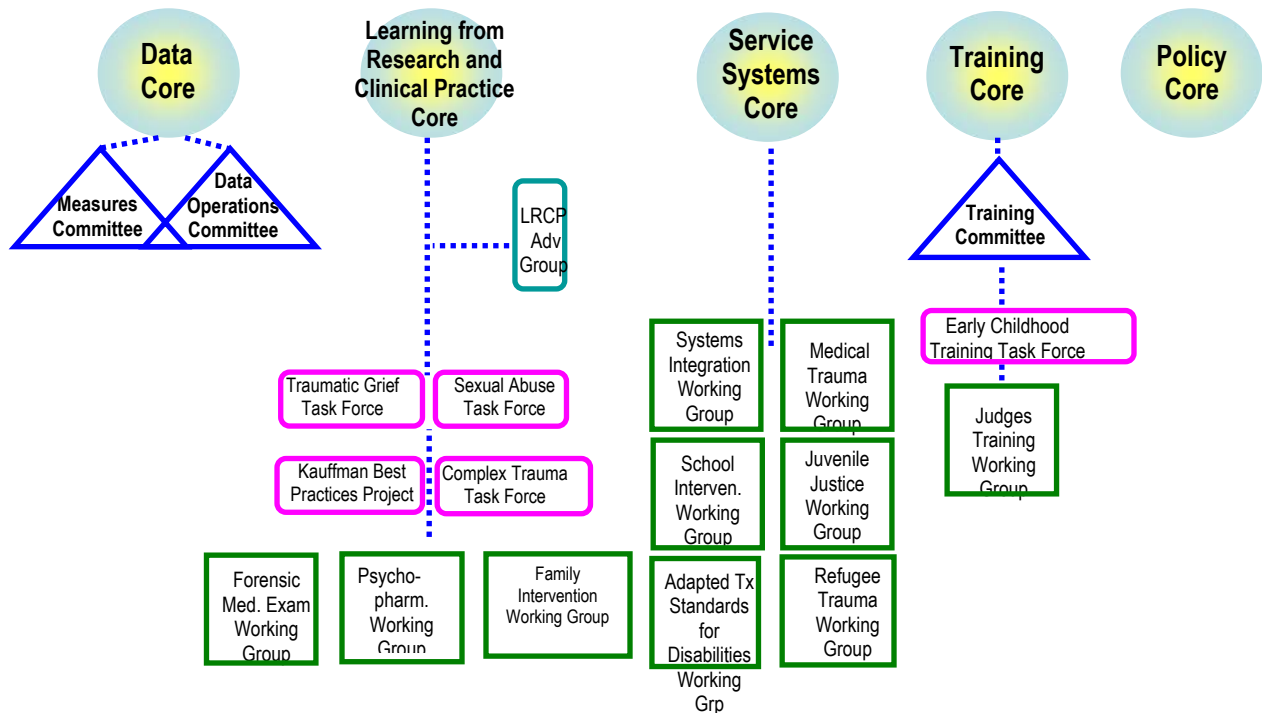 Data
Core
Learning from
Research and
Clinical Practice
Core
Service
Systems
Core
Training
Core
Policy
Core
Measures
Committee
Data
Operations
Committee
LRCP
Adv
Group
Training
Committee
Traumatic Grief
Task Force
Sexual Abuse
Task Force
Kauffman Best
Practices Project
Complex Trauma
Task Force
Forensic
Med. Exam
Working
Group
Psycho-
pharm.
Working
Group
Family
Intervention
Working Group
Systems
Integration
Working
Group
Medical
Trauma
Working
Group
School
Interven.
Working
Group
Juvenile
Justice
Working
Group
Adapted Tx
Standards
for
Disabilities
Working
Grp
Refugee
Trauma
Working
Group
Early Childhood
Training Task Force
Judges
Training
Working
Group